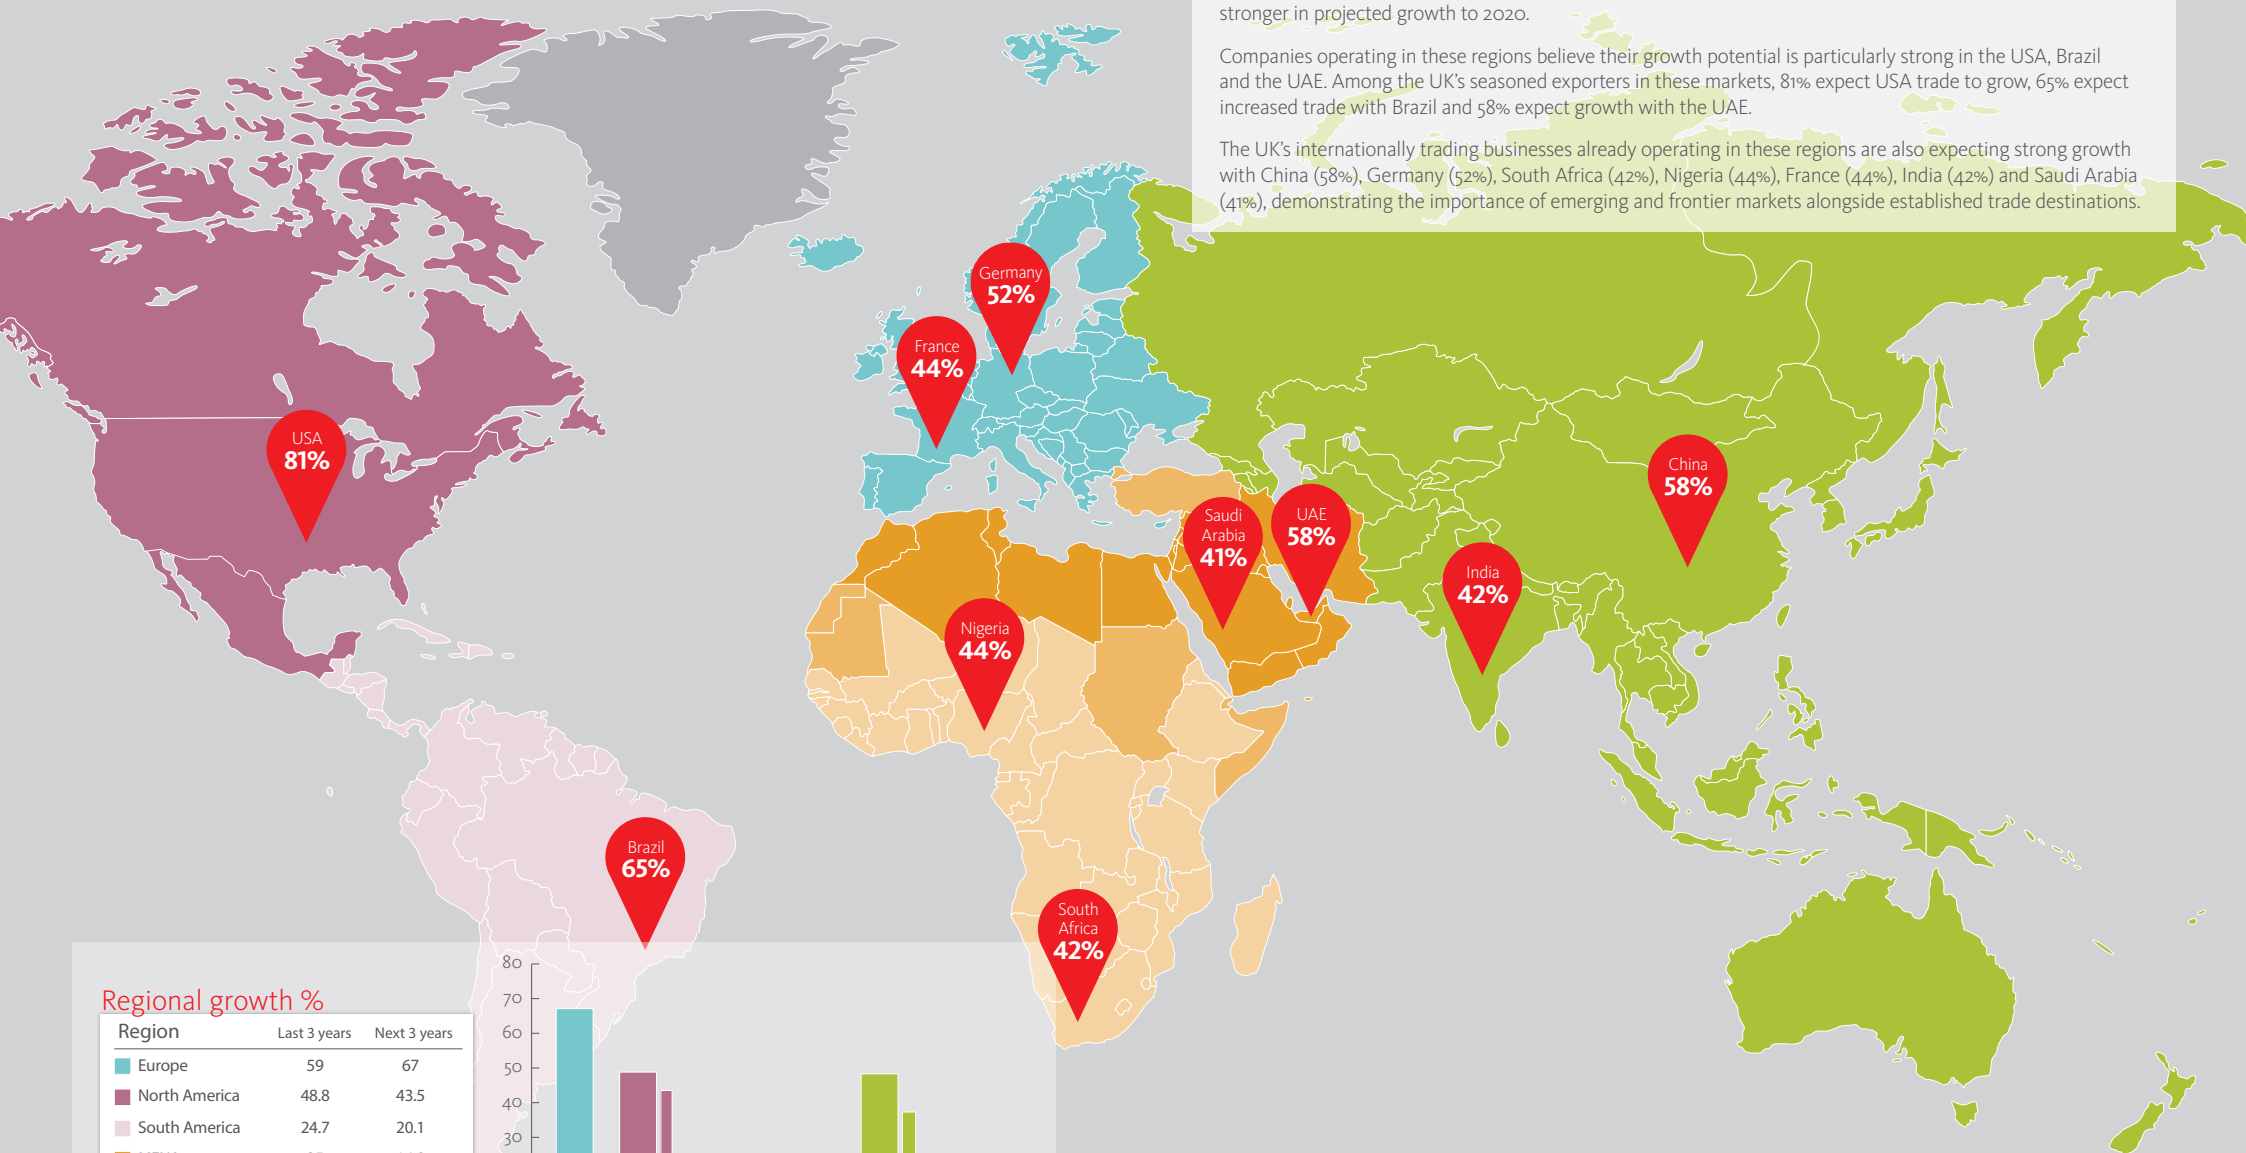 stronger in projected growth to 2020.
Companies operating in these regions believe their growth potential is particularly strong in the USA, Brazil
and the UAE. Among the UK’s seasoned exporters in these markets, 81% expect USA trade to grow, 65% expect
increased trade with Brazil and 58% expect growth with the UAE.
The UK’s internationally trading businesses already operating in these regions are also expecting strong growth
with China (58%), Germany (52%), South Africa (42%), Nigeria (44%), France (44%), India (42%) and Saudi Arabia
(41%), demonstrating the importance of emerging and frontier markets alongside established trade destinations.
Germany
52%
France
44%
USA
81%
China
58%
Saudi
Arabia
41%
UAE
58%
India
42%
Nigeria
44%
Brazil
65%
South
Africa
42%
Regional growth %
Region Last 3 years Next 3 years
Europe 59 67
North America 48.8 43.5
South America 24.7 20.1
80
70
60
50
40
30